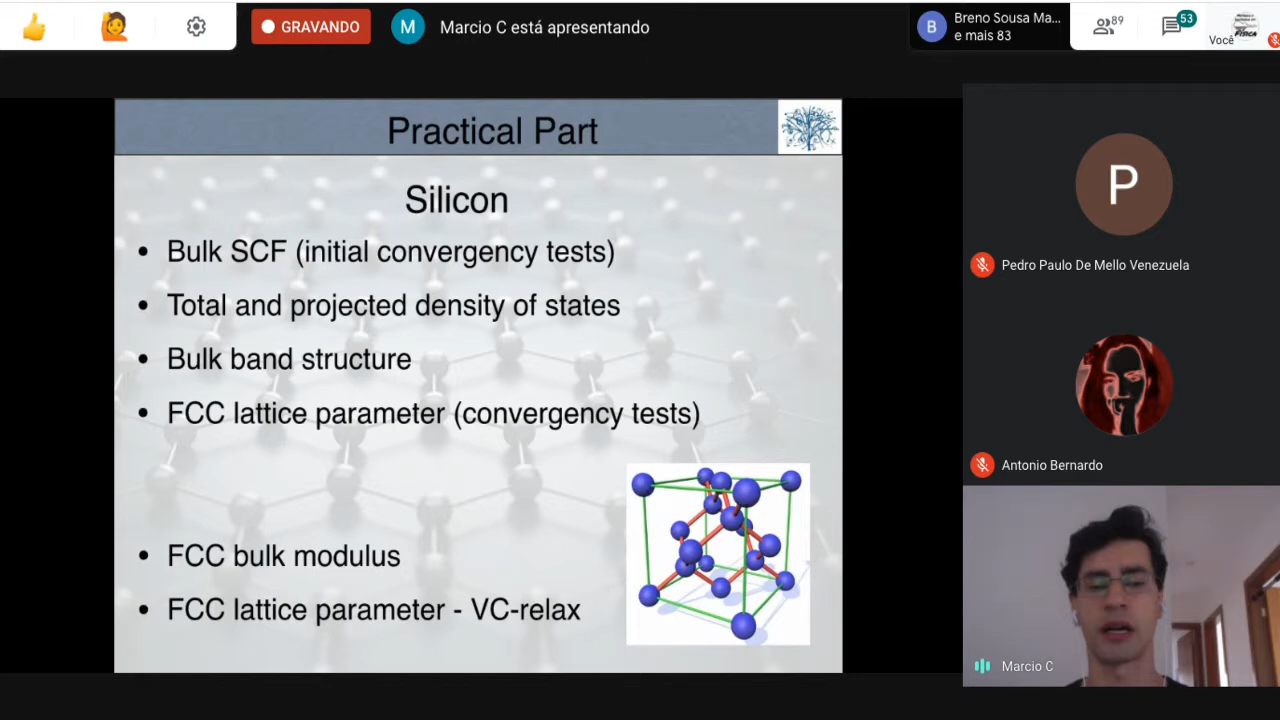 GRAVANDO
M
Marcio C está apresentando
B
Breno Sousa Ma...
e mais 83
89
53
Você
FÍSICA
Practical Part
Silicon
• Bulk SCF (initial convergency tests)
• Total and projected density of states
• Bulk band structure
• FCC lattice parameter (convergency tests)
• FCC bulk modulus
• FCC lattice parameter - VC-relax
P
Pedro Paulo De Mello Venezuela
Antonio Bernardo
Marcio C